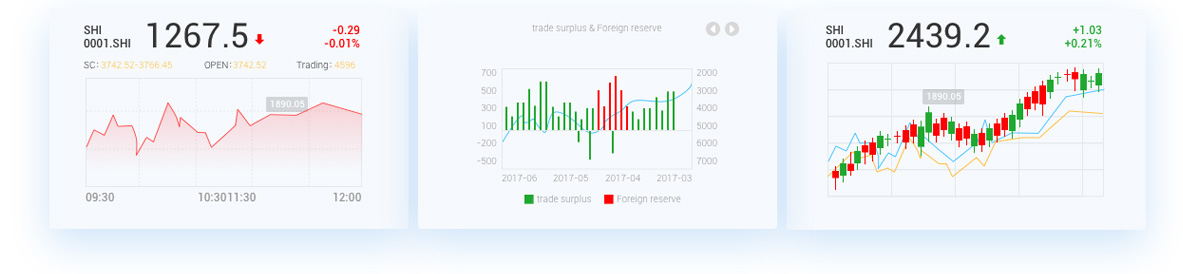 SHI
0001.SHI
1267.5
-0.29
-0.01%
SC: 3742.52-3766.45 OPEN: 3742.52 Trading: 4596
1890.05
09:30 10:30 11:30 12:00
trade surplus & Foreign reserve
700 2000
500 3000
300 4000
100 5000
-200 6000
-500 7000
2017-06 2017-05 2017-04 2017-03
trade surplus Foreign reserve
SHI
0001.SHI
2439.2
+1.03
+0.21%
1890.05